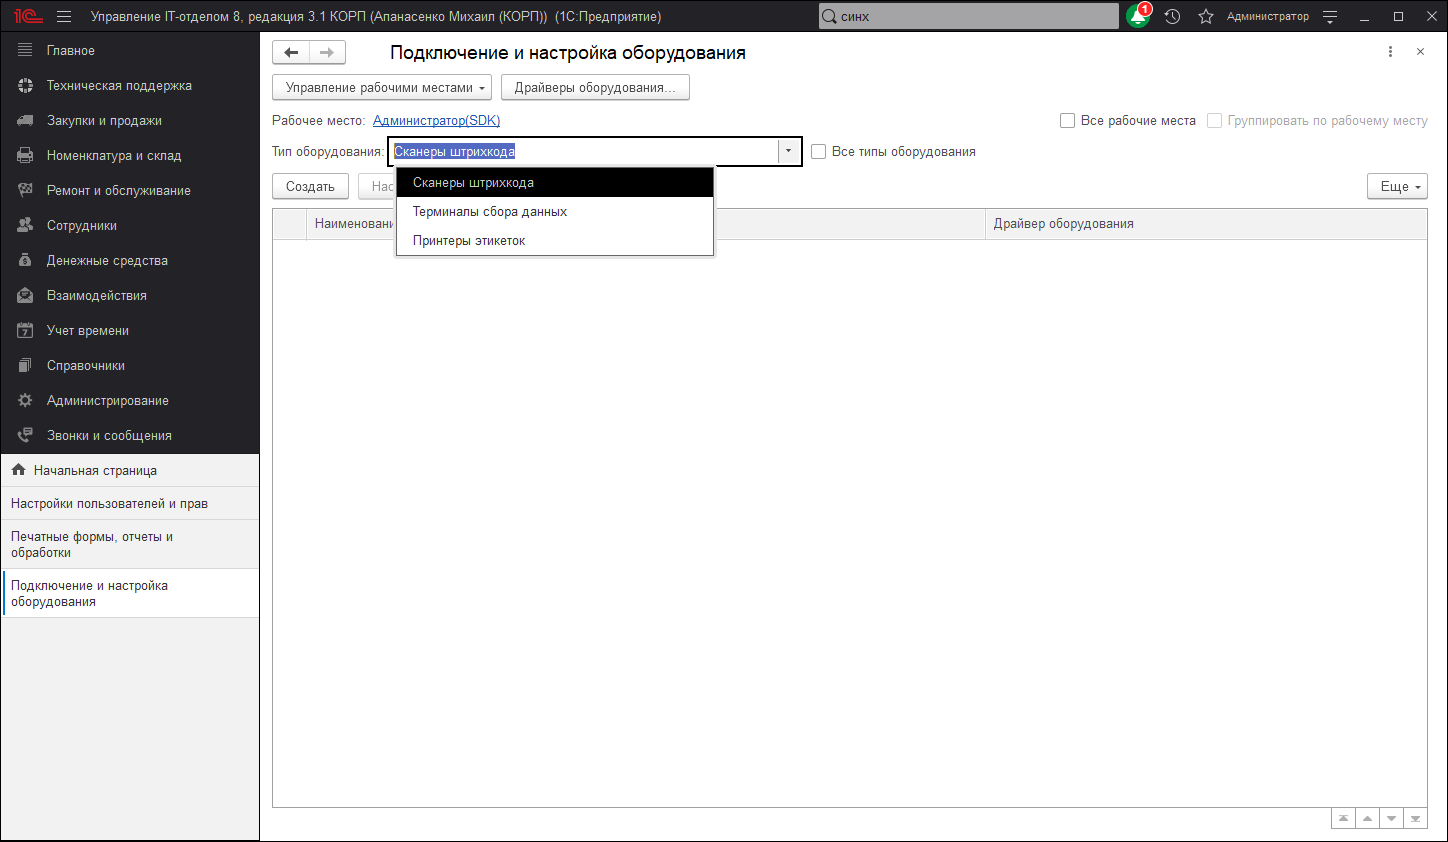 1С Управление IT-отделом 8, редакция 3.1 КОРП (Апанасенко Михаил (КОРП)) (1С:Предприятие) синх 1 Администратор
Главное
Техническая поддержка
Закупки и продажи
Номенклатура и склад
Ремонт и обслуживание
Сотрудники
Денежные средства
Взаимодействия
7 Учет времени
Справочники
Администрирование
Звонки и сообщения
Начальная страница
Настройки пользователей и прав
Печатные формы, отчеты и
обработки
Подключение и настройка
оборудования
Подключение и настройка оборудования
Управление рабочими местами Драйверы оборудования...
Рабочее место: Администратор(SDK) Все рабочие места Группировать по рабочему месту
Тип оборудования: Сканеры штрихкода Все типы оборудования
Создать Нас Еще
Сканеры штрихкода
Терминалы сбора данных
Принтеры этикеток
Наименовани Драйвер оборудования